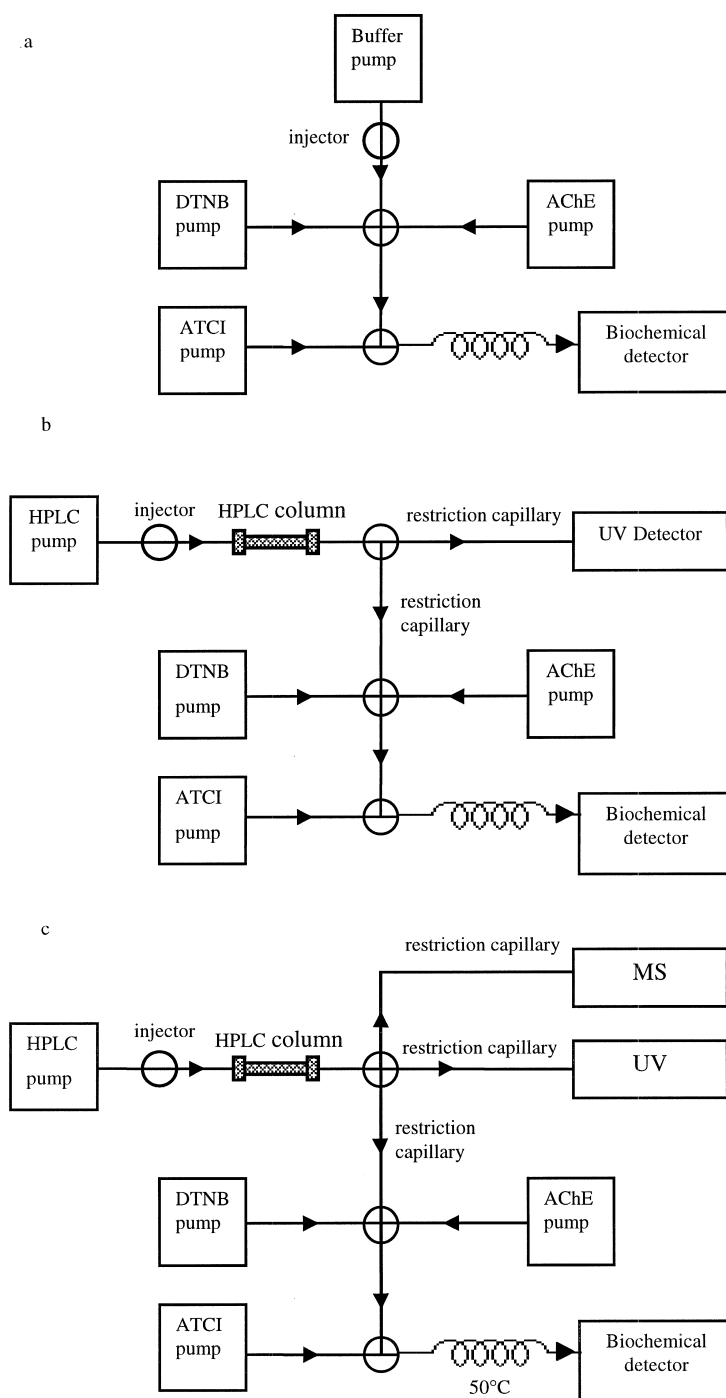 a
Buffer
pump
injector
DTNB
pump
AChE
pump
ATCI
pump
Biochemical
detector
b
HPLC
pump
injector
HPLC column
restriction capillary
UV Detector
restriction
capillary
DTNB
pump
AChE
pump
ATCI
pump
Biochemical
detector
c
restriction capillary
MS
HPLC
pump
injector
HPLC column
restriction capillary
UV
restriction
capillary
DTNB
pump
AChE
pump
ATCI
pump
50°C
Biochemical
detector